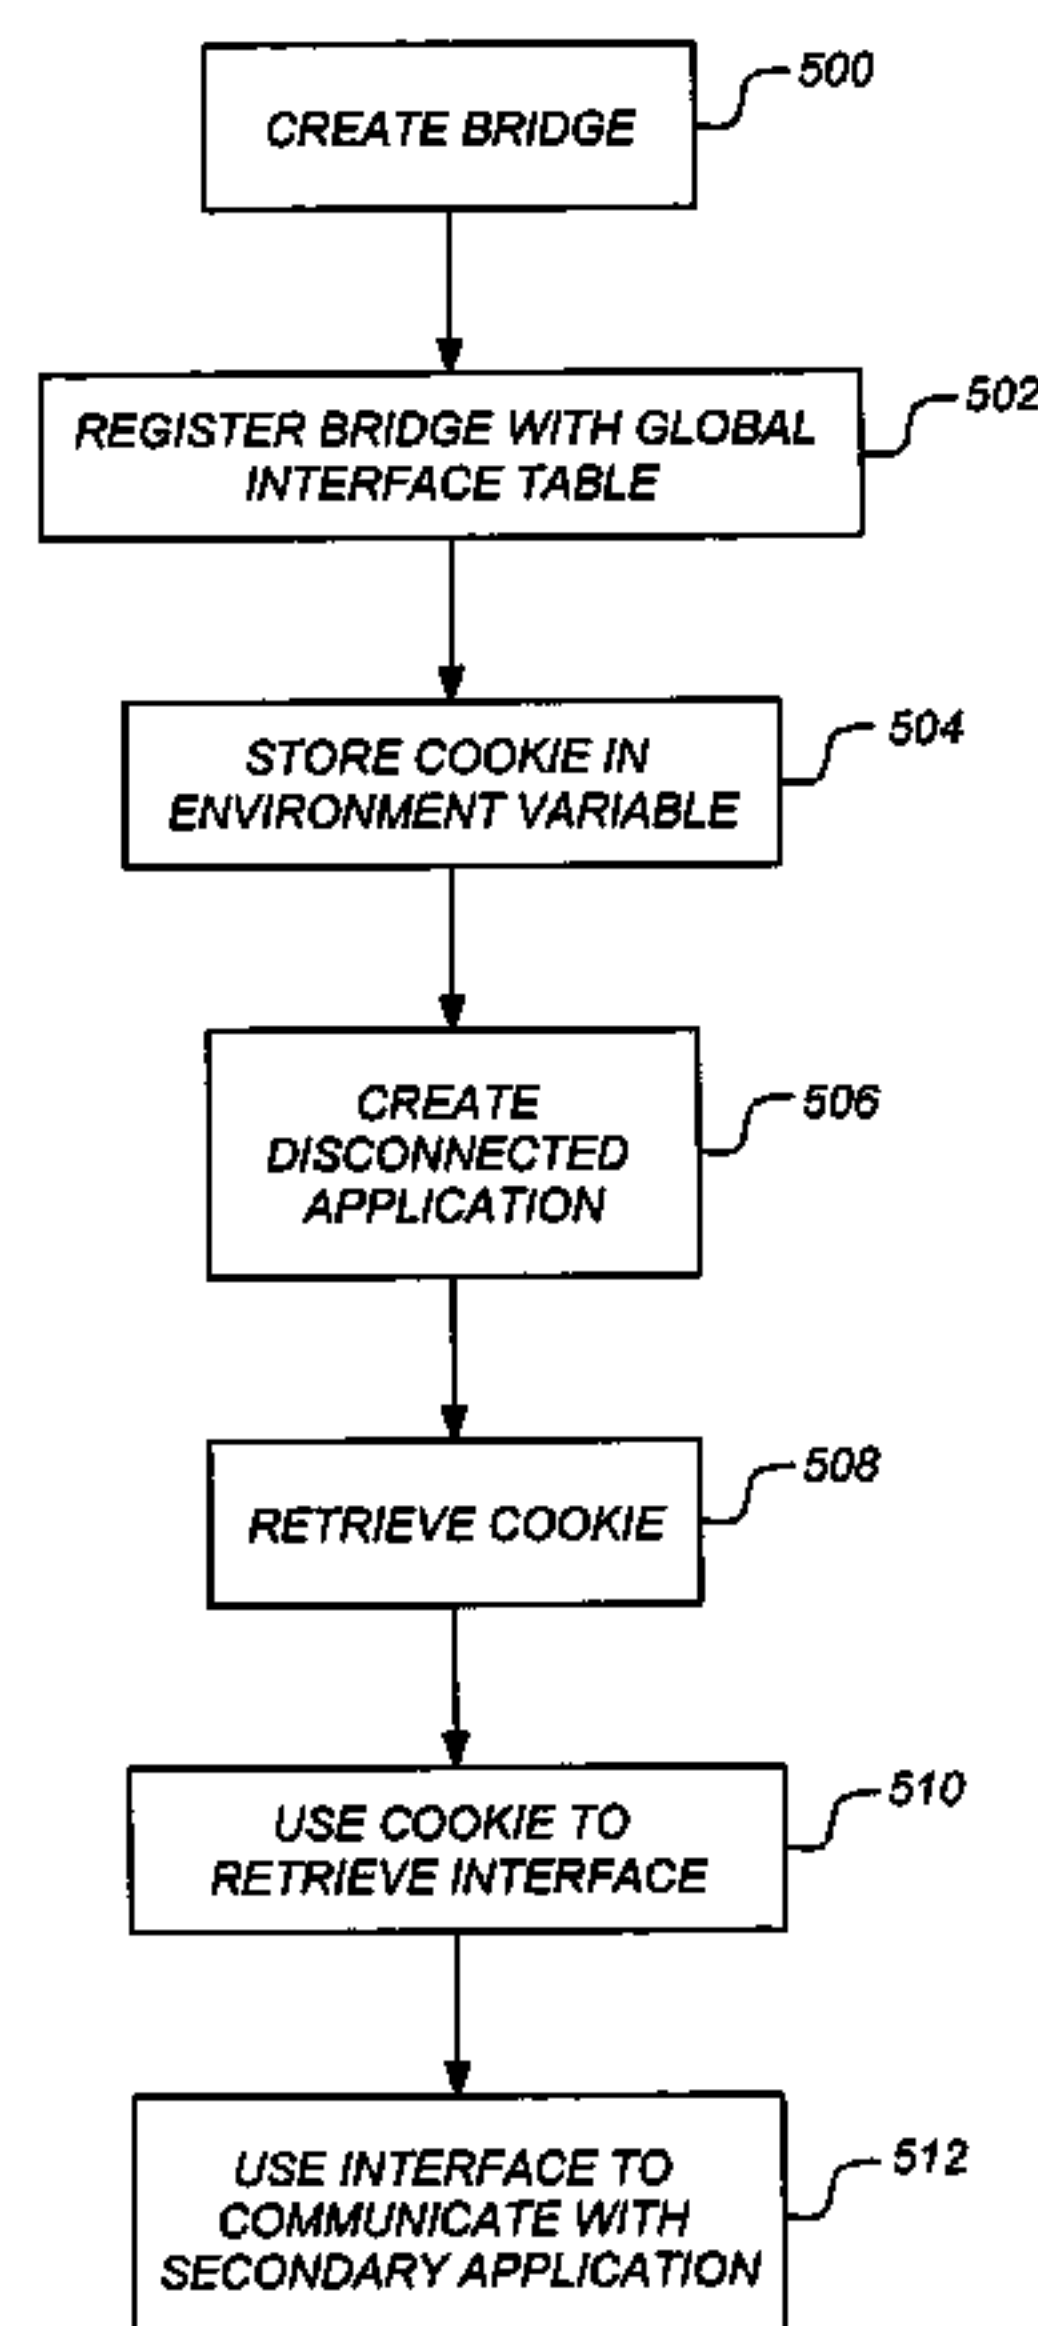 CREATE BRIDGE
500
REGISTER BRIDGE WITH GLOBAL
INTERFACE TABLE
502
STORE COOKIE IN
ENVIRONMENT VARIABLE
504
CREATE
DISCONNECTED
APPLICATION
506
RETRIEVE COOKIE
508
USE COOKIE TO
RETRIEVE INTERFACE
510
USE INTERFACE TO
COMMUNICATE WITH
SECONDARY APPLICATION
512